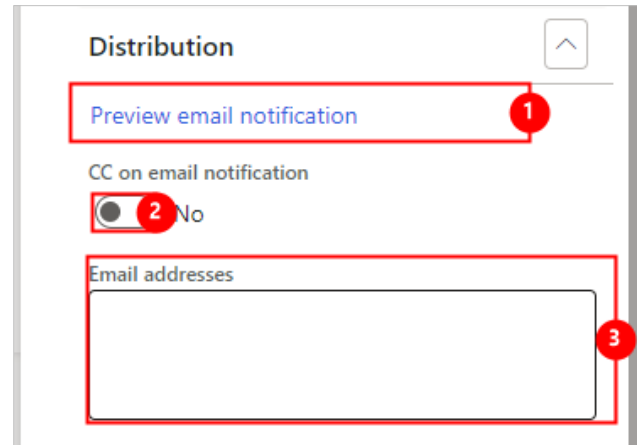 Distribution
Preview email notification
1
CC on email notification
2 No
Email addresses
3